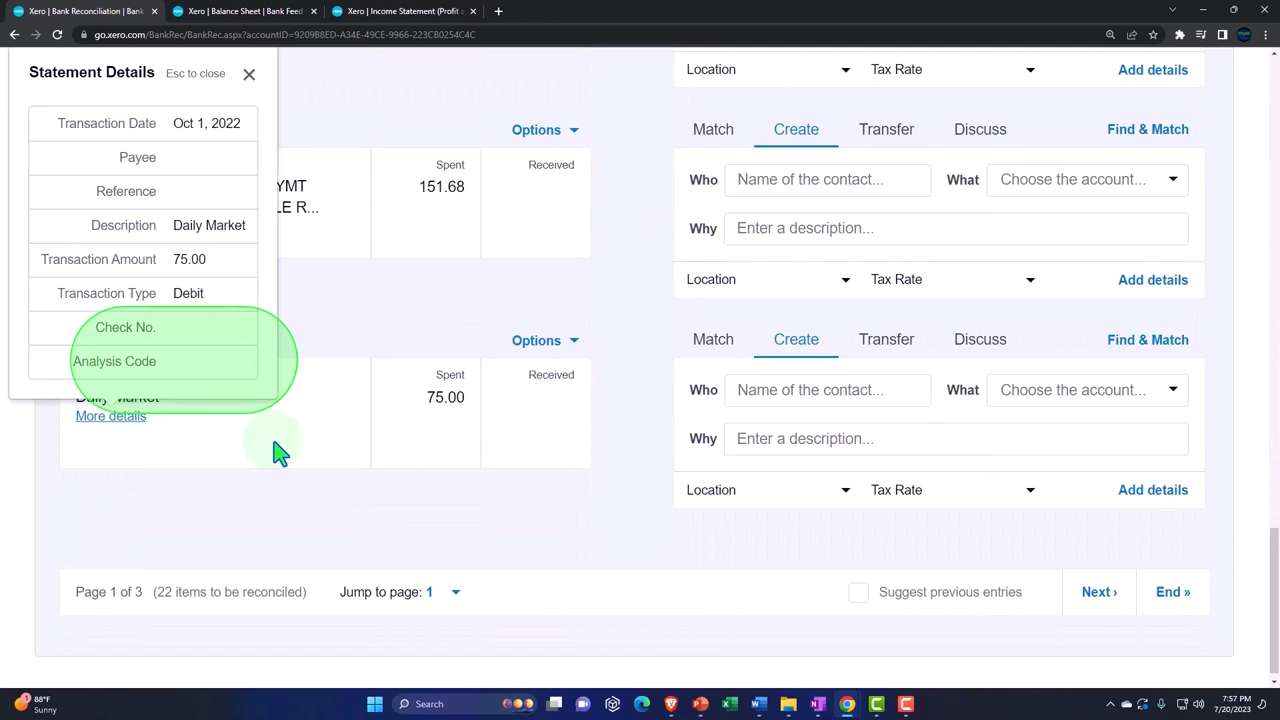 Xero | Bank Reconciliation | Bank
Xero | Balance Sheet | Bank Feed
Xero | Income Statement (Profit a
go.xero.com/BankRec/BankRec.aspx?accountID=9209B8ED-A34E-49CE-9966-223CB0254C4C
Statement Details Esc to close
Transaction Date Oct 1, 2022
Payee
Reference
Description Daily Market
Transaction Amount 75.00
Transaction Type Debit
Check No.
Analysis Code
Location Tax Rate Add details
Options Match Create Transfer Discuss Find & Match
Spent Received
YMT 151.68
LE R...
Who Name of the contact... What Choose the account...
Why Enter a description...
Location Tax Rate Add details
Options Match Create Transfer Discuss Find & Match
Spent Received
Daily Market 75.00
More details
Who Name of the contact... What Choose the account...
Why Enter a description...
Location Tax Rate Add details
Page 1 of 3 (22 items to be reconciled) Jump to page: 1 Suggest previous entries Next › End »
88°F
Sunny
Search
7:57 PM
7/20/2023